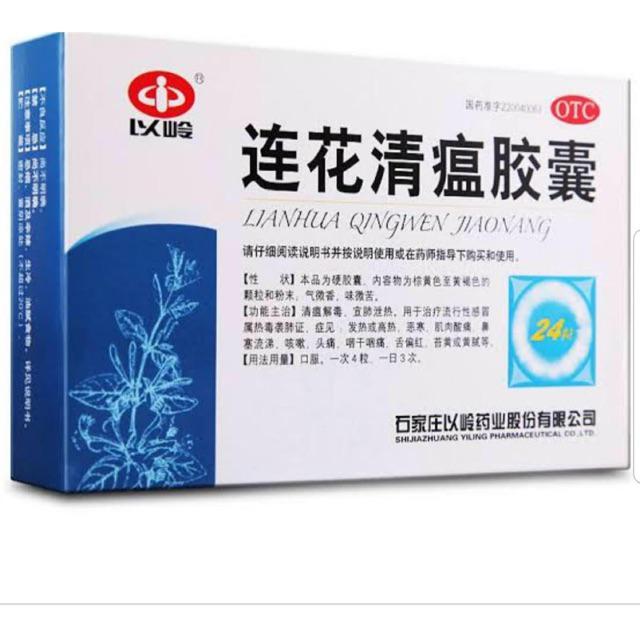 以岭®
国药准字Z20040063
OTC
连花清瘟胶囊
LIANHUA QINGWEN JIAONANG
请仔细阅读说明书并按说明使用或在药师指导下购买和使用。
【性　状】本品为硬胶囊，内容物为棕黄色至黄褐色的
颗粒和粉末，气微香，味微苦。
【功能主治】清瘟解毒，宣肺泄热。用于治疗流行性感冒
属热毒袭肺证，症见：发热或高热，恶寒，肌肉酸痛，鼻
塞流涕，咳嗽，头痛，咽干咽痛，舌偏红，苔黄或黄腻等。
【用法用量】口服。一次4粒，一日3次。
24粒
石家庄以岭药业股份有限公司
SHIJIAZHUANG YILING PHARMACEUTICAL CO.,LTD.
【不良反应】尚不明确。